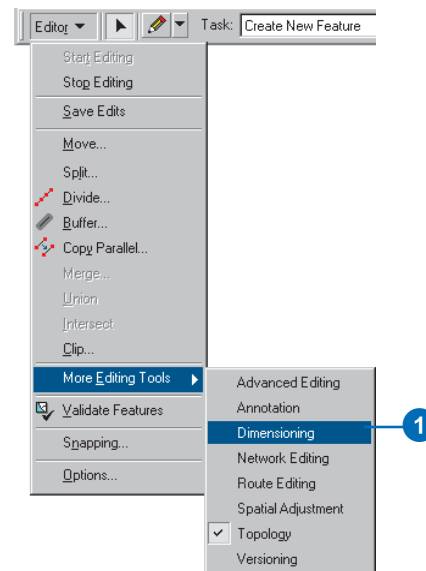 Editor Task: Create New Feature
Start Editing
Stop Editing
Save Edits
Move...
Split...
Divide...
Buffer...
Copy Parallel...
Merge...
Union
Intersect
Clip...
More Editing Tools
Validate Features
Snapping...
Options...
Advanced Editing
Annotation
Dimensioning
1
Network Editing
Route Editing
Spatial Adjustment
Topology
Versioning